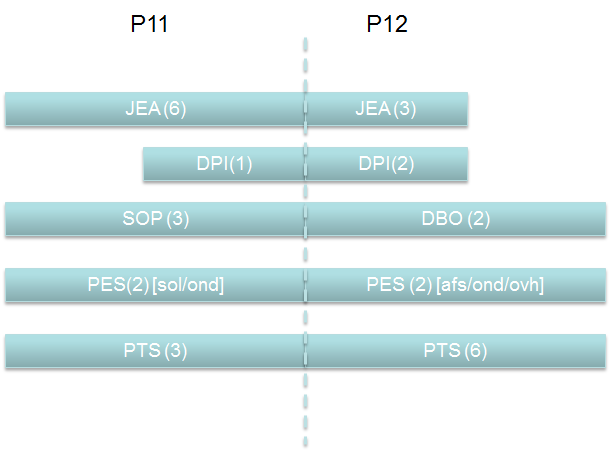 P11 P12
JEA (6) JEA (3)
DPI(1) DPI(2)
SOP (3) DBO (2)
PES(2) [sol/ond] PES (2) [afs/ond/ovh]
PTS (3) PTS (6)